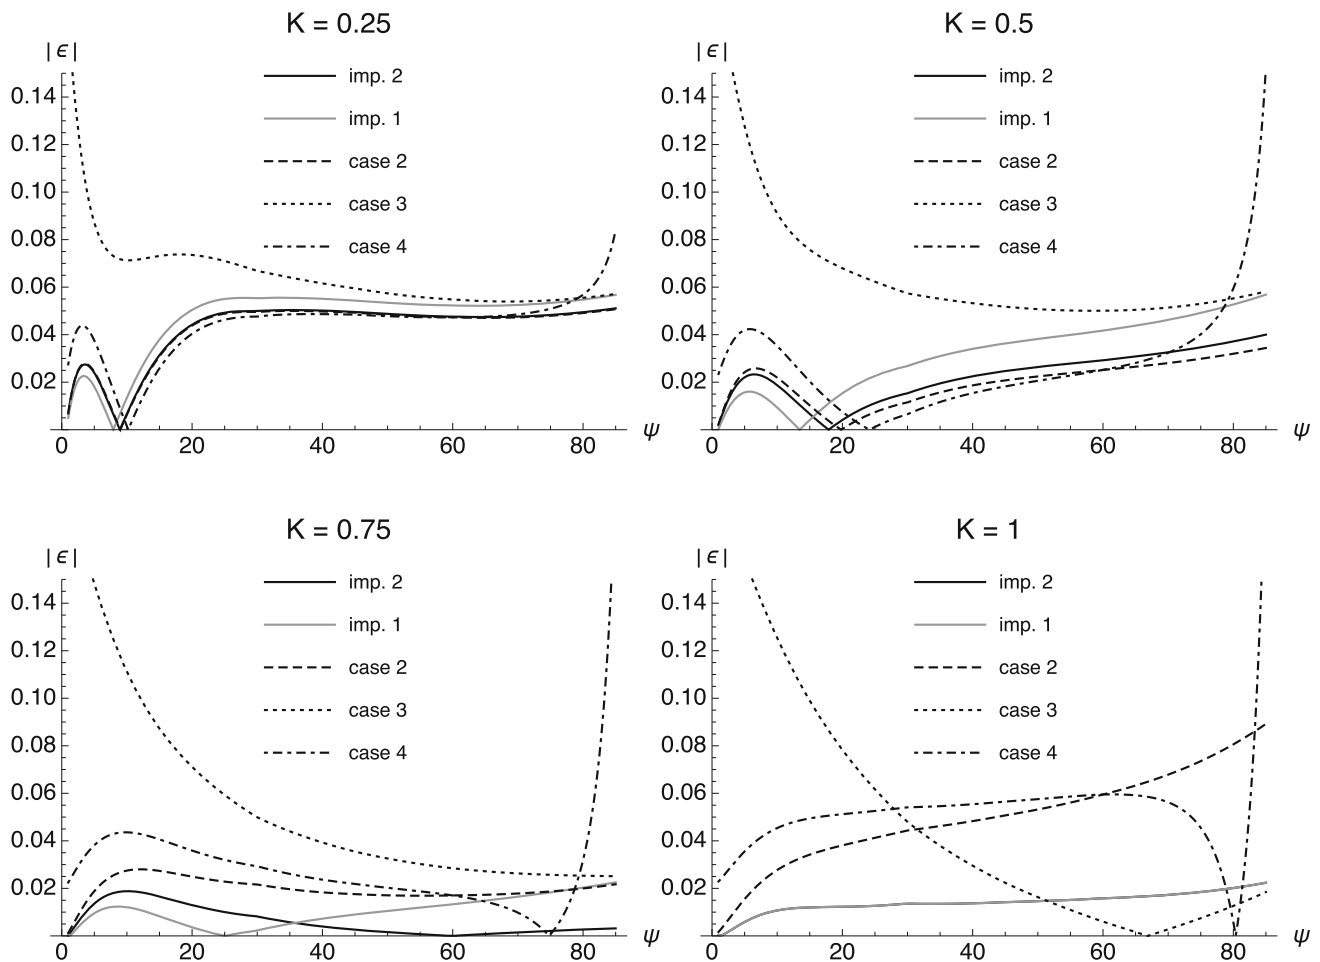 K = 0.25
|ϵ|
0.14
0.12
0.10
0.08
0.06
0.04
0.02
0 20 40 60 80 ψ
imp. 2
imp. 1
case 2
case 3
case 4
K = 0.5
|ϵ|
0.14
0.12
0.10
0.08
0.06
0.04
0.02
0 20 40 60 80 ψ
imp. 2
imp. 1
case 2
case 3
case 4
K = 0.75
|ϵ|
0.14
0.12
0.10
0.08
0.06
0.04
0.02
0 20 40 60 80 ψ
imp. 2
imp. 1
case 2
case 3
case 4
K = 1
|ϵ|
0.14
0.12
0.10
0.08
0.06
0.04
0.02
0 20 40 60 80 ψ
imp. 2
imp. 1
case 2
case 3
case 4